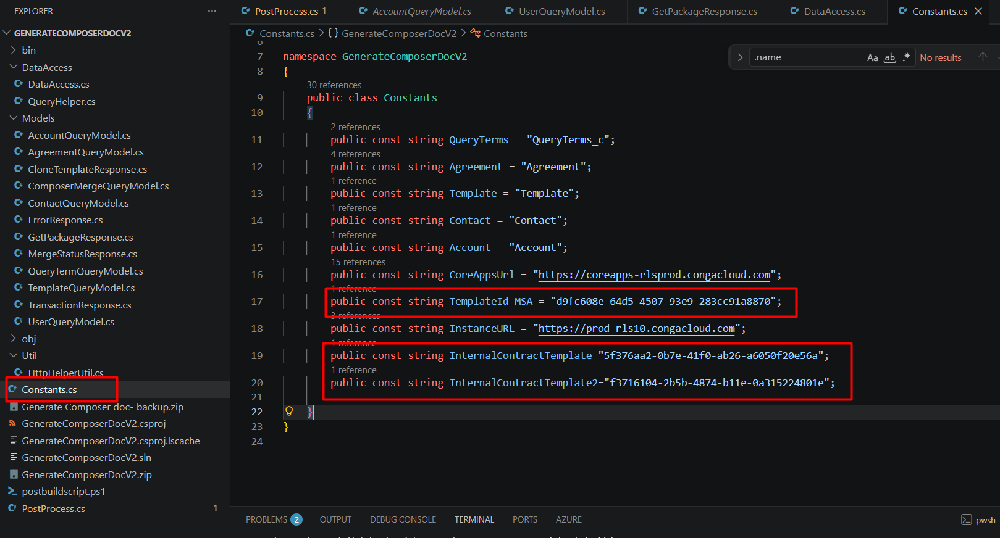 EXPLORER
GENERATECOMPOSERDOCV2
bin
DataAccess
DataAccess.cs
QueryHelper.cs
Models
AccountQueryModel.cs
AgreementQueryModel.cs
CloneTemplateResponse.cs
ComposerMergeQueryModel.cs
ContactQueryModel.cs
ErrorResponse.cs
GetPackageResponse.cs
MergeStatusResponse.cs
QueryTermQueryModel.cs
TemplateQueryModel.cs
TransactionResponse.cs
UserQueryModel.cs
obj
Util
HttpHelperUtil.cs
Constants.cs
Generate Composer doc- backup.zip
GenerateComposerDocV2.csproj
GenerateComposerDocV2.csproj.lscache
GenerateComposerDocV2.sln
GenerateComposerDocV2.zip
postbuildscript.ps1
PostProcess.cs 1
PostProcess.cs 1 AccountQueryModel.cs UserQueryModel.cs GetPackageResponse.cs DataAccess.cs Constants.cs
Constants.cs > { } GenerateComposerDocV2 > Constants
.name Aa ab .* No results
6
7 namespace GenerateComposerDocV2
8 {
30 references
9 public class Constants
10 {
2 references
11 public const string QueryTerms = "QueryTerms_c";
4 references
12 public const string Agreement = "Agreement";
1 reference
13 public const string Template = "Template";
1 reference
14 public const string Contact = "Contact";
1 reference
15 public const string Account = "Account";
15 references
16 public const string CoreAppsUrl = "https://coreapps-rlsprod.congacloud.com";
1 reference
17 public const string TemplateId_MSA = "d9fc608e-64d5-4507-93e9-283cc91a8870";
3 references
18 public const string InstanceURL = "https://prod-rls10.congacloud.com";
1 reference
19 public const string InternalContractTemplate="5f376aa2-0b7e-41f0-ab26-a6050f20e56a";
1 reference
20 public const string InternalContractTemplate2="f3716104-2b5b-4874-b11e-0a315224801e";
21
22 }
23 }
24
PROBLEMS 2 OUTPUT DEBUG CONSOLE TERMINAL PORTS AZURE
pwsh